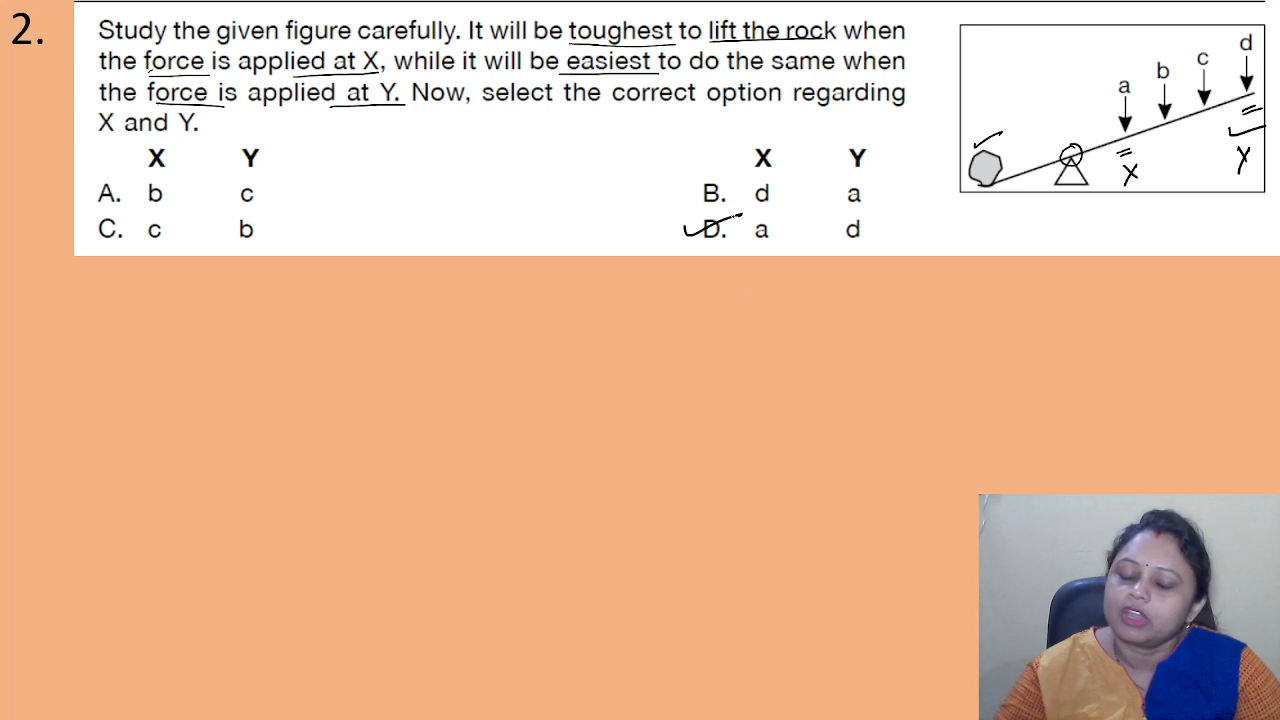 2.
Study the given figure carefully. It will be toughest to lift the rock when
the force is applied at X, while it will be easiest to do the same when
the force is applied at Y. Now, select the correct option regarding
X and Y.
X Y X Y
A. b c B. d a
C. c b D. a d
a b c d
X Y